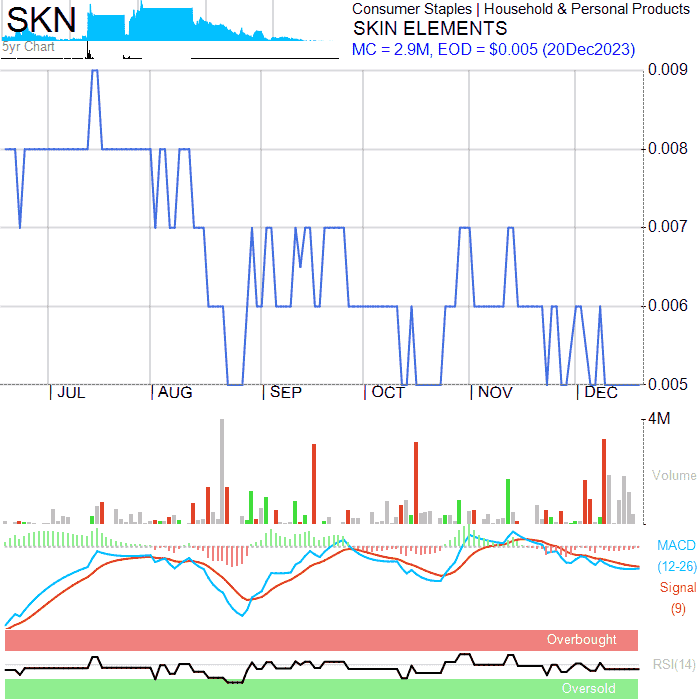 SKN
Consumer Staples | Household & Personal Products
SKIN ELEMENTS
MC = 2.9M, EOD = $0.005 (20Dec2023)
5yr Chart
0.009
0.008
0.007
0.006
0.005
JUL AUG SEP OCT NOV DEC
4M
Volume
MACD
(12-26)
Signal
(9)
Overbought
RSI(14)
Oversold